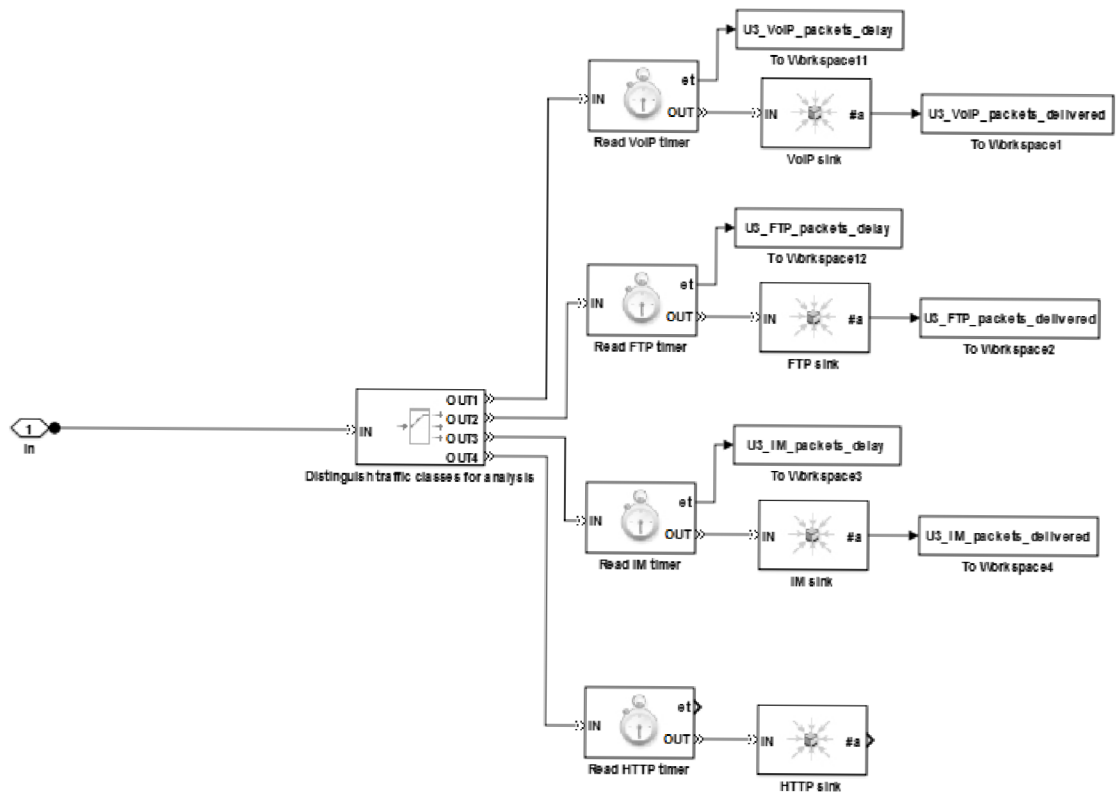 U3_VoIP_packets_delay
To Workspace11
et
IN
OUT
Read VoIP timer
IN
#a
VoIP sink
U3_VoIP_packets_delivered
To Workspace1
U3_FTP_packets_delay
To Workspace12
et
IN
OUT
Read FTP timer
IN
#a
FTP sink
U3_FTP_packets_delivered
To Workspace2
1
In
IN
OUT1
OUT2
OUT3
OUT4
Distinguish traffic classes for analysis
U3_IM_packets_delay
To Workspace3
et
IN
OUT
Read IM timer
IN
#a
IM sink
U3_IM_packets_delivered
To Workspace4
et
IN
OUT
Read HTTP timer
IN
#a
HTTP sink